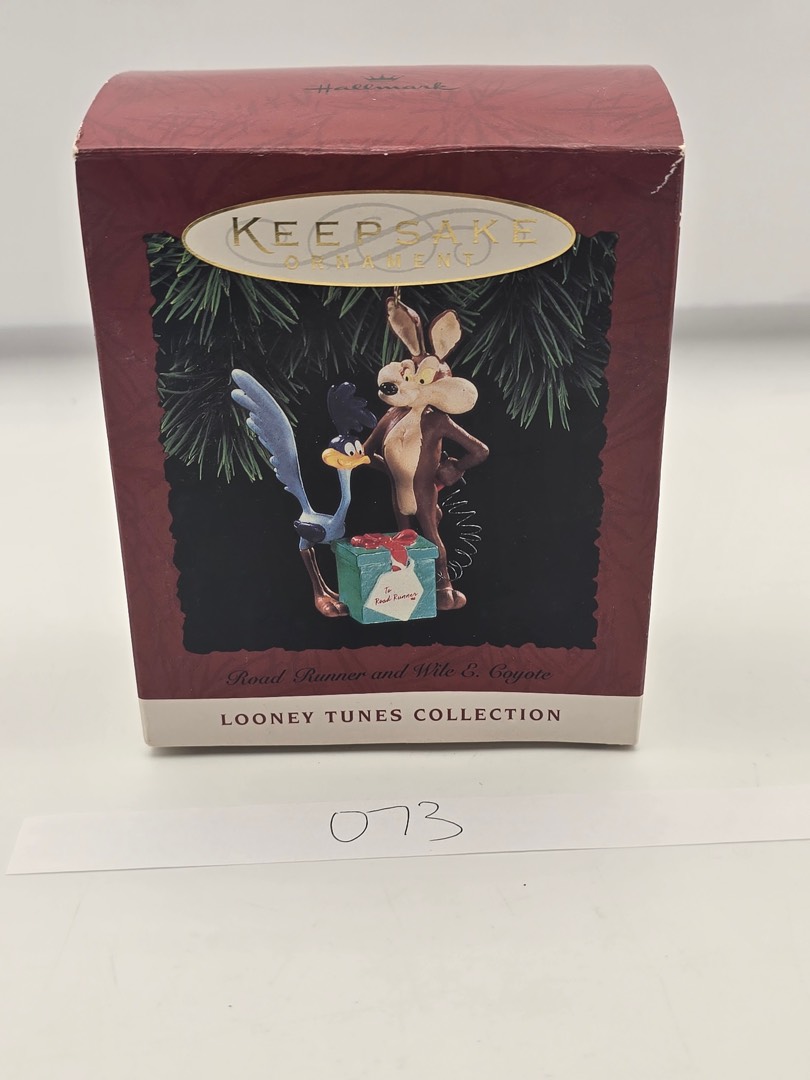 Hallmark
KEEPSAKE
ORNAMENT
To
Road Runner
Road Runner and Wile E. Coyote
LOONEY TUNES COLLECTION
073